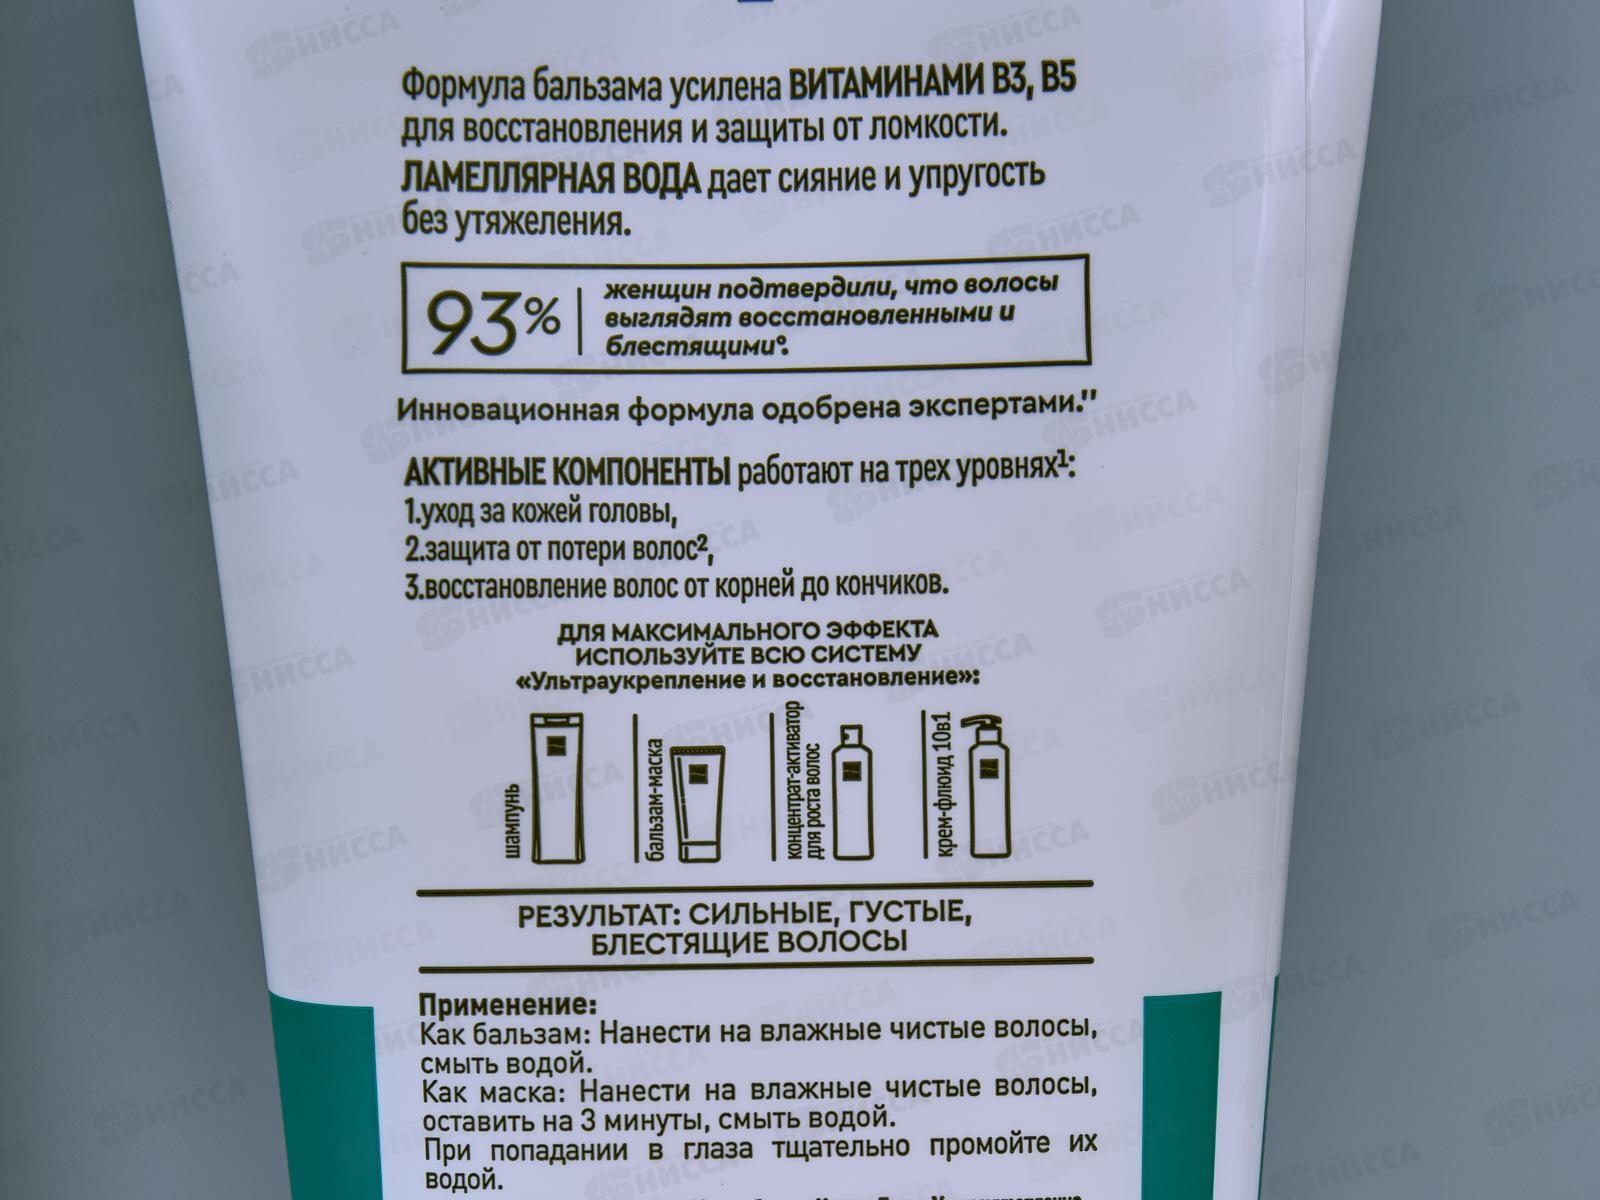 Формула бальзама усилена ВИТАМИНАМИ B3, B5
для восстановления и защиты от ломкости.
ЛАМЕЛЛЯРНАЯ ВОДА дает сияние и упругость
без утяжеления.
93% женщин подтвердили, что волосы
выглядят восстановленными и
блестящими°.
Инновационная формула одобрена экспертами.''
АКТИВНЫЕ КОМПОНЕНТЫ работают на трех уровнях¹:
1.уход за кожей головы,
2.защита от потери волос²,
3.восстановление волос от корней до кончиков.
ДЛЯ МАКСИМАЛЬНОГО ЭФФЕКТА
ИСПОЛЬЗУЙТЕ ВСЮ СИСТЕМУ
«Ультраукрепление и восстановление»:
шампунь
бальзам-маска
концентрат-активатор
для роста волос
крем-флюид 10в1
РЕЗУЛЬТАТ: СИЛЬНЫЕ, ГУСТЫЕ,
БЛЕСТЯЩИЕ ВОЛОСЫ
Применение:
Как бальзам: Нанести на влажные чистые волосы,
смыть водой.
Как маска: Нанести на влажные чистые волосы,
оставить на 3 минуты, смыть водой.
При попадании в глаза тщательно промойте их
водой.
НИССА